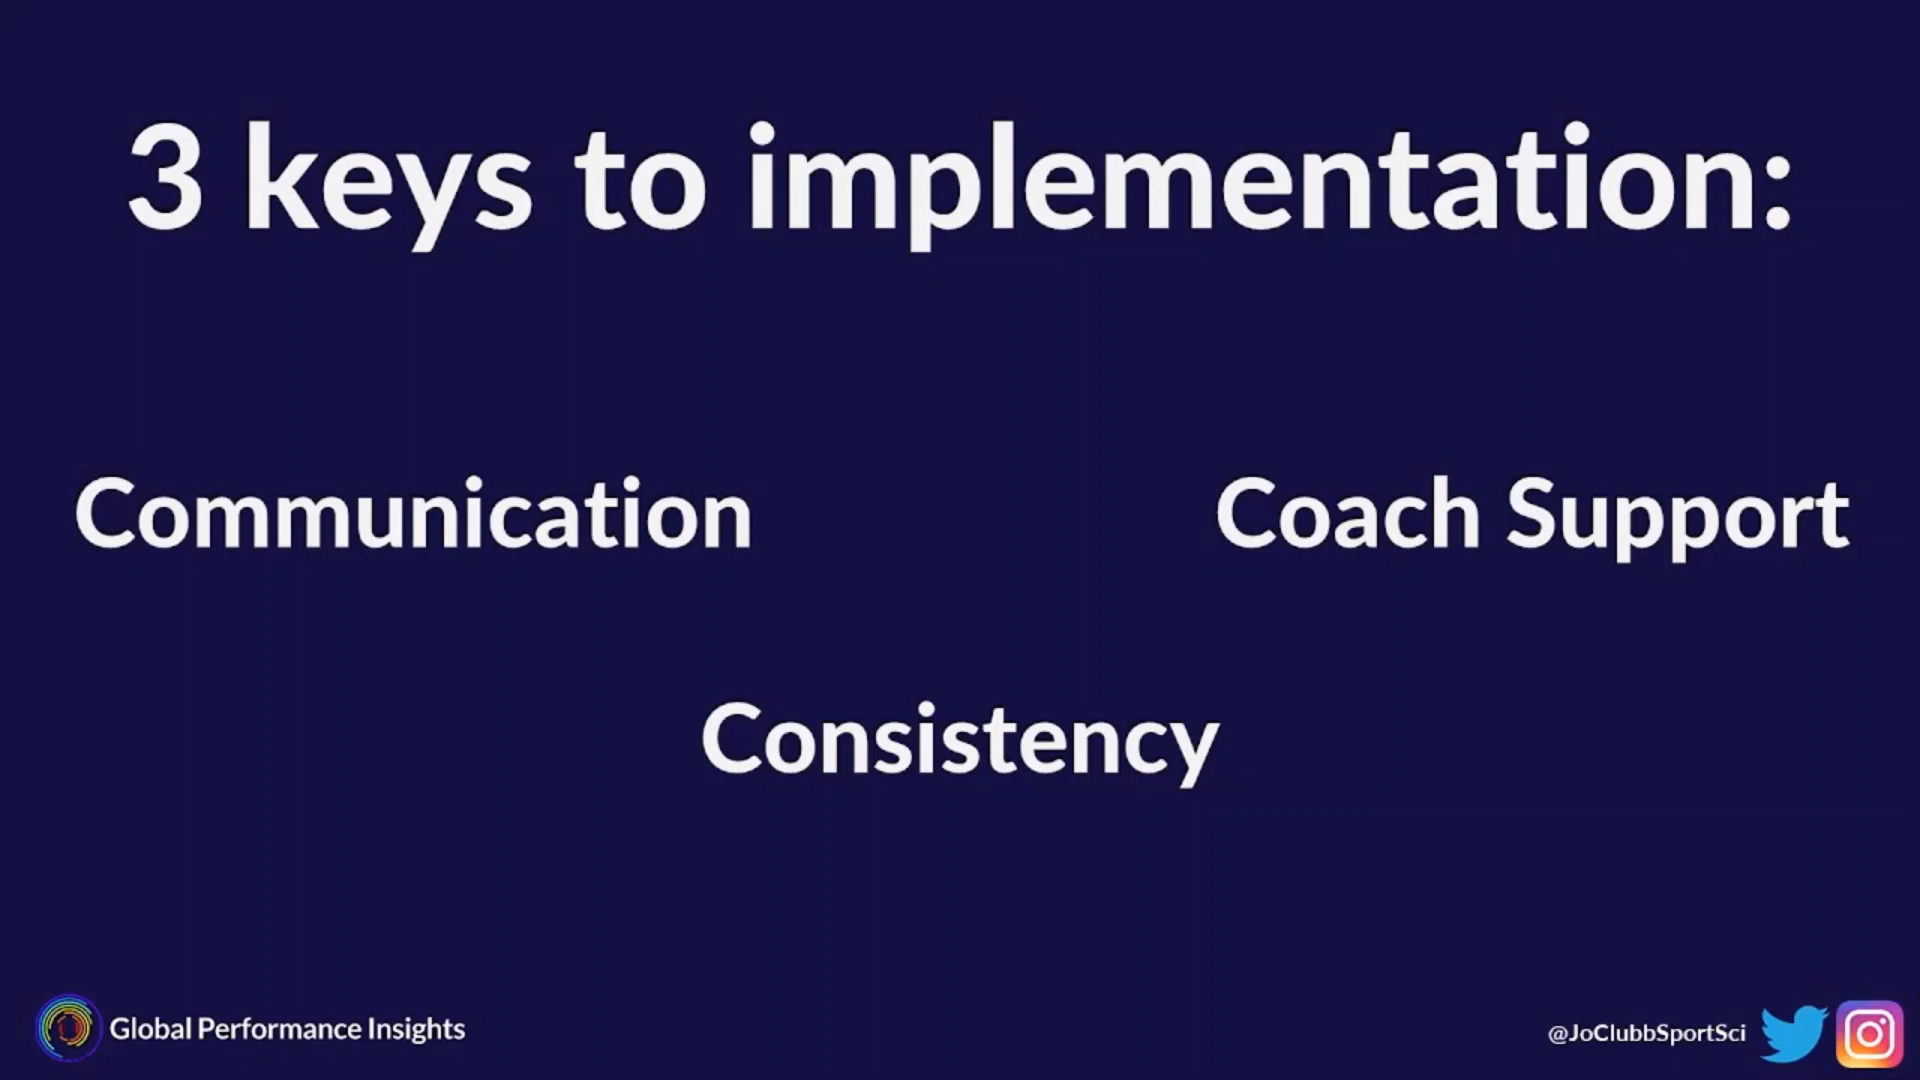 3 keys to implementation:
Communication
Coach Support
Consistency
Global Performance Insights
@JoClubbSportSci